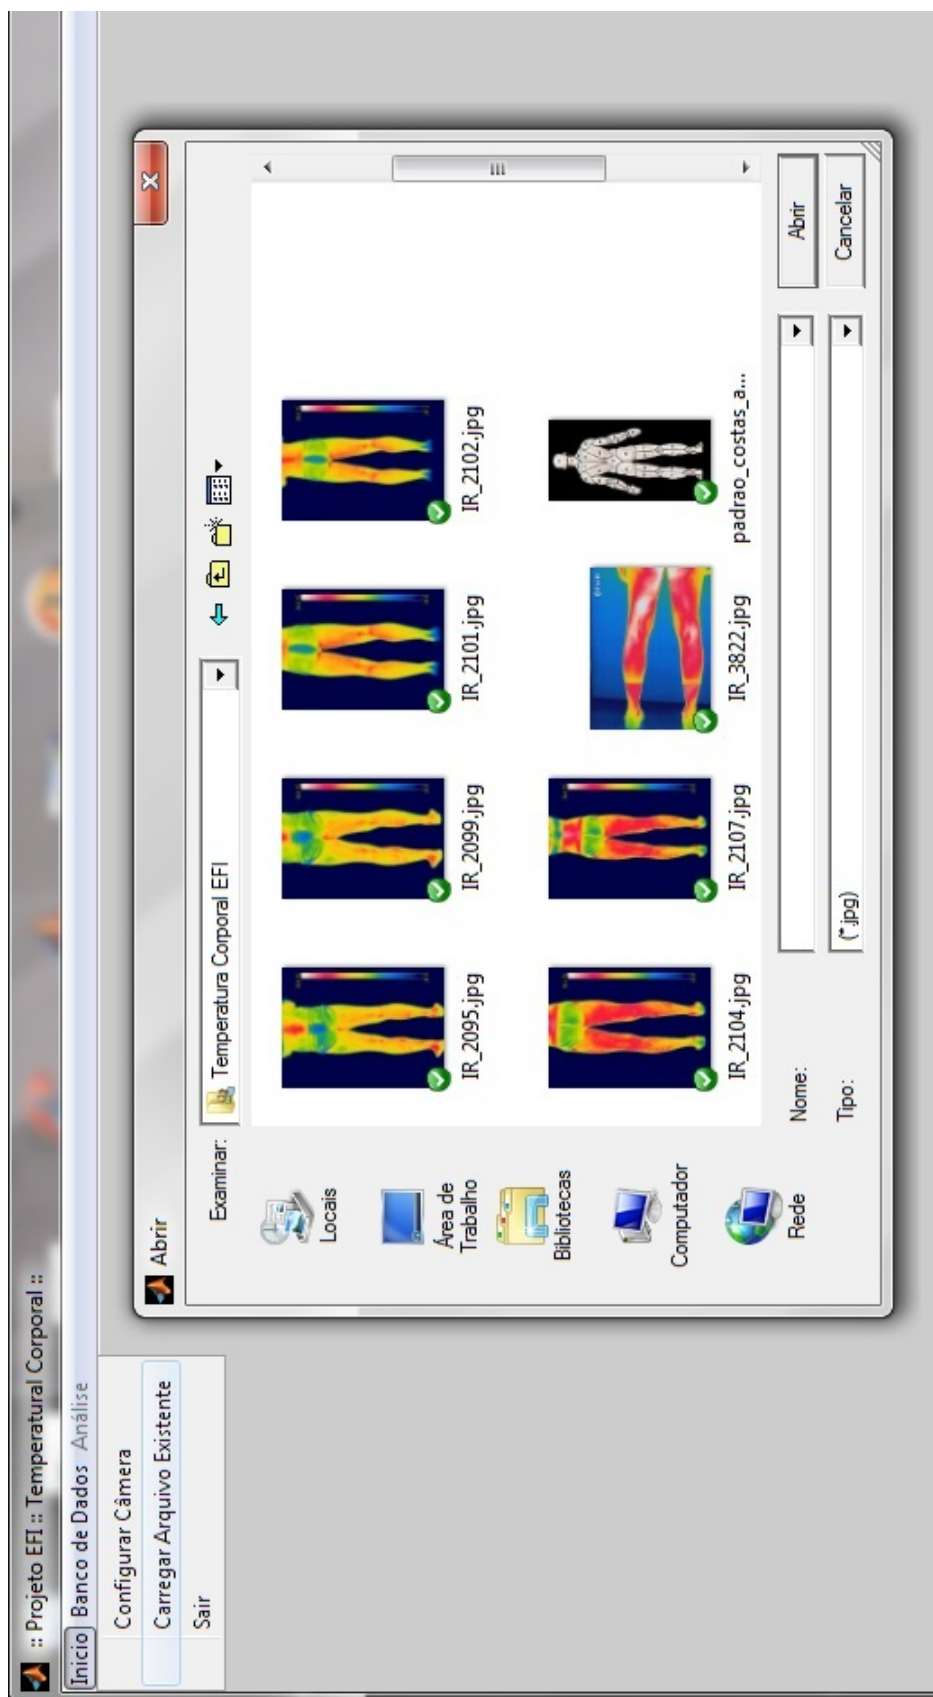 :: Projeto EFI :: Temperatural Corporal ::
Inicio Banco de Dados Análise
Configurar Câmera
Carregar Arquivo Existente
Sair
Abrir
Examinar: Temperatura Corporal EFI
Locais
Área de
Trabalho
Bibliotecas
Computador
Rede
IR_2095.jpg IR_2099.jpg IR_2101.jpg IR_2102.jpg
IR_2104.jpg IR_2107.jpg IR_3822.jpg padrao_costas_a...
Nome: Abrir
Tipo: (*.jpg) Cancelar